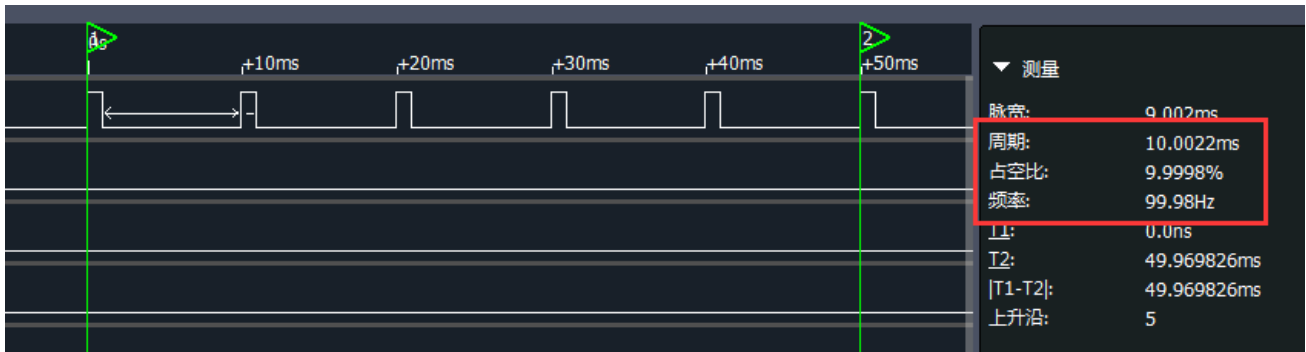 0s
2
+10ms
+20ms
+30ms
+40ms
+50ms
测量
脉宽: 9.002ms
周期: 10.0022ms
占空比: 9.9998%
频率: 99.98Hz
T1: 0.0ns
T2: 49.969826ms
|T1-T2|: 49.969826ms
上升沿: 5